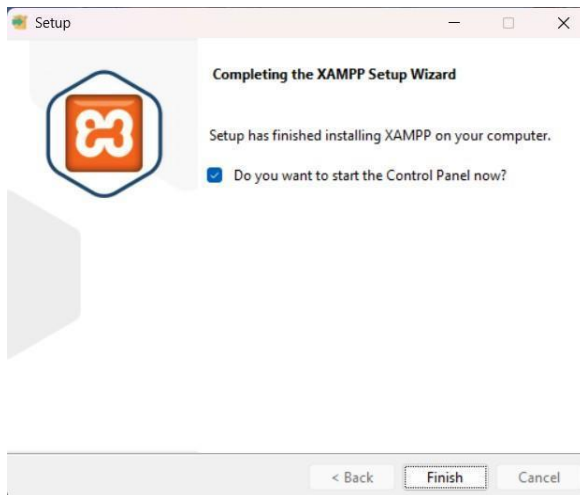 Setup
Completing the XAMPP Setup Wizard
Setup has finished installing XAMPP on your computer.
Do you want to start the Control Panel now?
< Back Finish Cancel